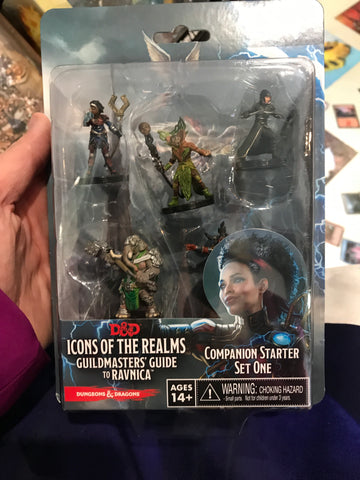 D&D
ICONS OF THE REALMS
GUILDMASTERS' GUIDE
TO RAVNICA
COMPANION STARTER
SET ONE
DUNGEONS & DRAGONS
AGES
14+
WARNING: CHOKING HAZARD
-Small parts. Not for children under 3 years.